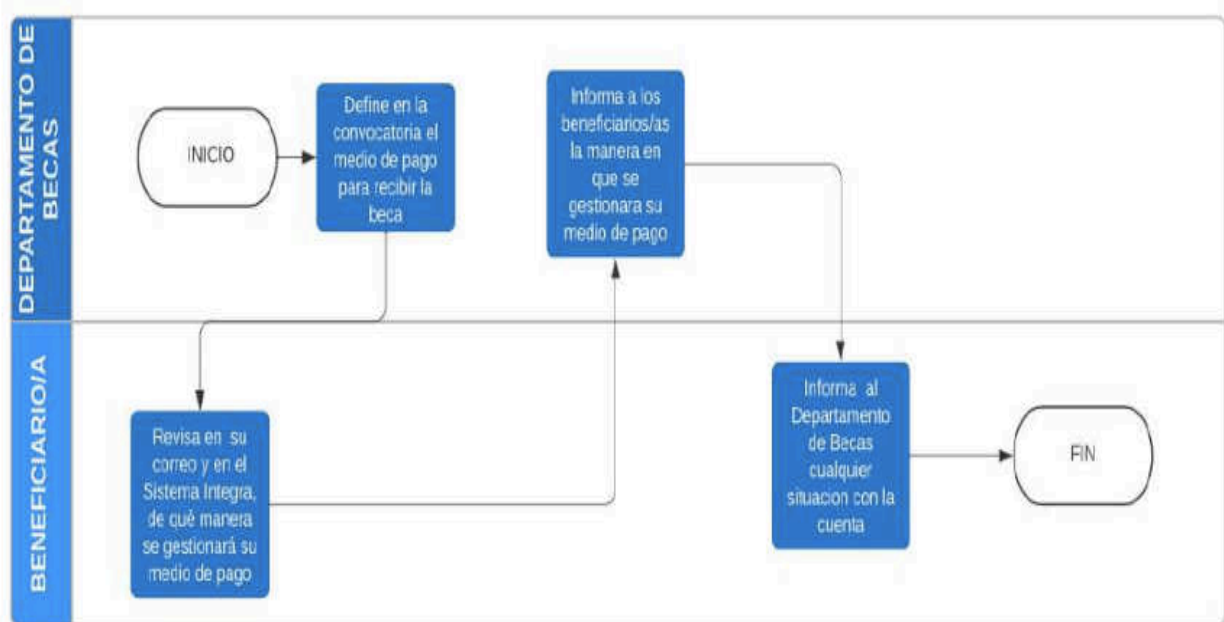 DEPARTAMENTO DE
BECAS
INICIO
Define en la
convocatoria el
medio de pago
para recibir la
beca
Informa a los
beneficiarios/as
la manera en
que se
gestionara su
medio de pago
BENEFICIARIO/A
Revisa en su
correo y en el
Sistema Integra,
de qué manera
se gestionará su
medio de pago
Informa al
Departamento
de Becas
cualquier
situacion con la
cuenta
FIN